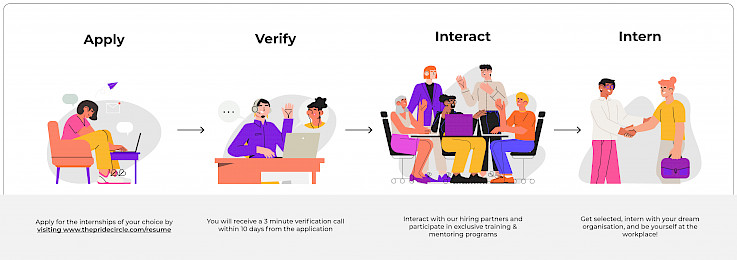 Apply
Verify
Interact
Intern
Apply for the internships of your choice by
visiting www.thepridecircle.com/resume
You will receive a 3 minute verification call
within 10 days from the application
Interact with our hiring partners and
participate in exclusive training &
mentoring programs
Get selected, intern with your dream
organisation, and be yourself at the
workplace!